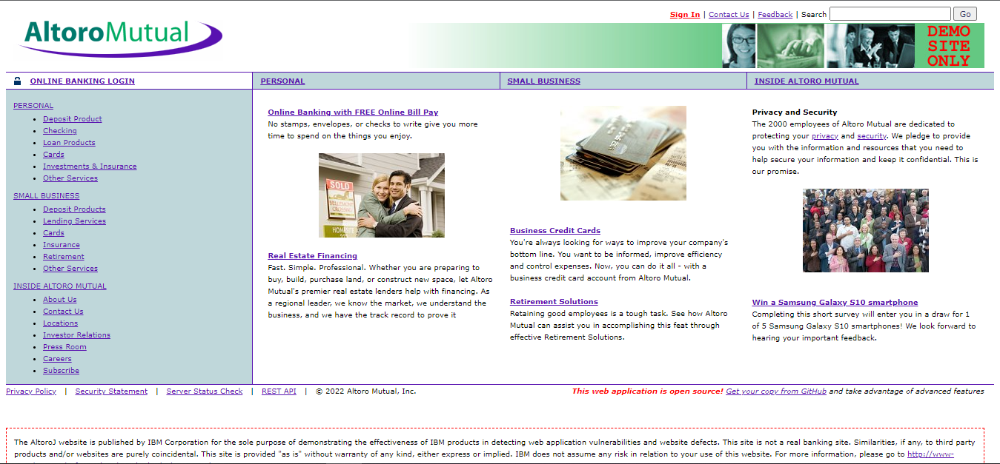 Sign In | Contact Us | Feedback | Search Go
AltoroMutual
DEMO
SITE
ONLY
ONLINE BANKING LOGIN
PERSONAL
SMALL BUSINESS
INSIDE ALTORO MUTUAL
PERSONAL
Deposit Product
Checking
Loan Products
Cards
Investments & Insurance
Other Services
SMALL BUSINESS
Deposit Products
Lending Services
Cards
Insurance
Retirement
Other Services
INSIDE ALTORO MUTUAL
About Us
Contact Us
Locations
Investor Relations
Press Room
Careers
Subscribe
Online Banking with FREE Online Bill Pay
No stamps, envelopes, or checks to write give you more
time to spend on the things you enjoy.
SOLD
Real Estate Financing
Fast. Simple. Professional. Whether you are preparing to
buy, build, purchase land, or construct new space, let Altoro
Mutual's premier real estate lenders help with financing. As
a regional leader, we know the market, we understand the
business, and we have the track record to prove it
Business Credit Cards
You're always looking for ways to improve your company's
bottom line. You want to be informed, improve efficiency
and control expenses. Now, you can do it all - with a
business credit card account from Altoro Mutual.
Retirement Solutions
Retaining good employees is a tough task. See how Altoro
Mutual can assist you in accomplishing this feat through
effective Retirement Solutions.
Privacy and Security
The 2000 employees of Altoro Mutual are dedicated to
protecting your privacy and security. We pledge to provide
you with the information and resources that you need to
help secure your information and keep it confidential. This is
our promise.
Win a Samsung Galaxy S10 smartphone
Completing this short survey will enter you in a draw for 1
of 5 Samsung Galaxy S10 smartphones! We look forward to
hearing your important feedback.
Privacy Policy | Security Statement | Server Status Check | REST API | © 2022 Altoro Mutual, Inc.
This web application is open source! Get your copy from GitHub and take advantage of advanced features
The AltoroJ website is published by IBM Corporation for the sole purpose of demonstrating the effectiveness of IBM products in detecting web application vulnerabilities and website defects. This site is not a real banking site. Similarities, if any, to third party
products and/or websites are purely coincidental. This site is provided "as is" without warranty of any kind, either express or implied. IBM does not assume any risk in relation to your use of this website. For more information, please go to http://www-